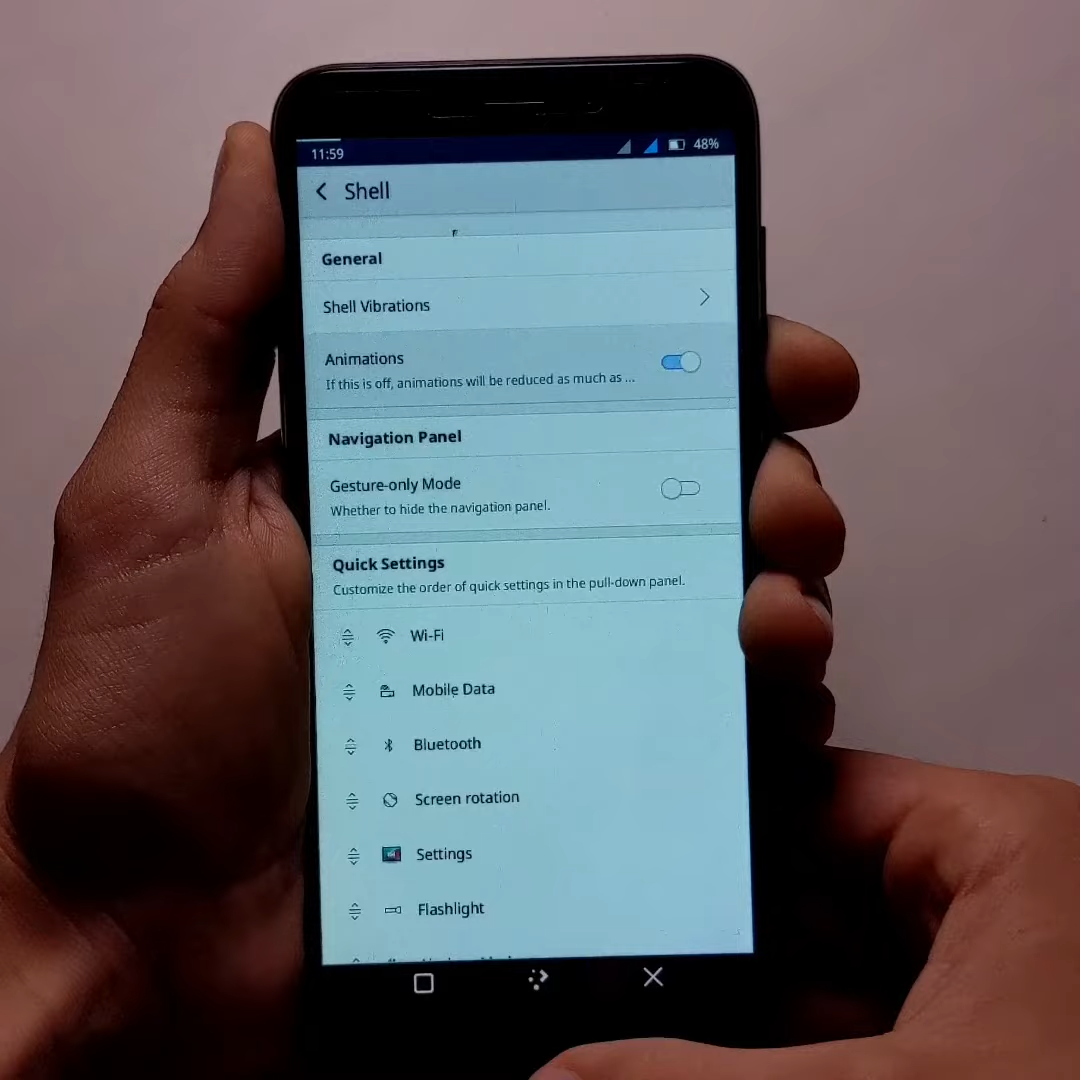 11:59
48%
Shell
General
Shell Vibrations
Animations
If this is off, animations will be reduced as much as ...
Navigation Panel
Gesture-only Mode
Whether to hide the navigation panel.
Quick Settings
Customize the order of quick settings in the pull-down panel.
Wi-Fi
Mobile Data
Bluetooth
Screen rotation
Settings
Flashlight